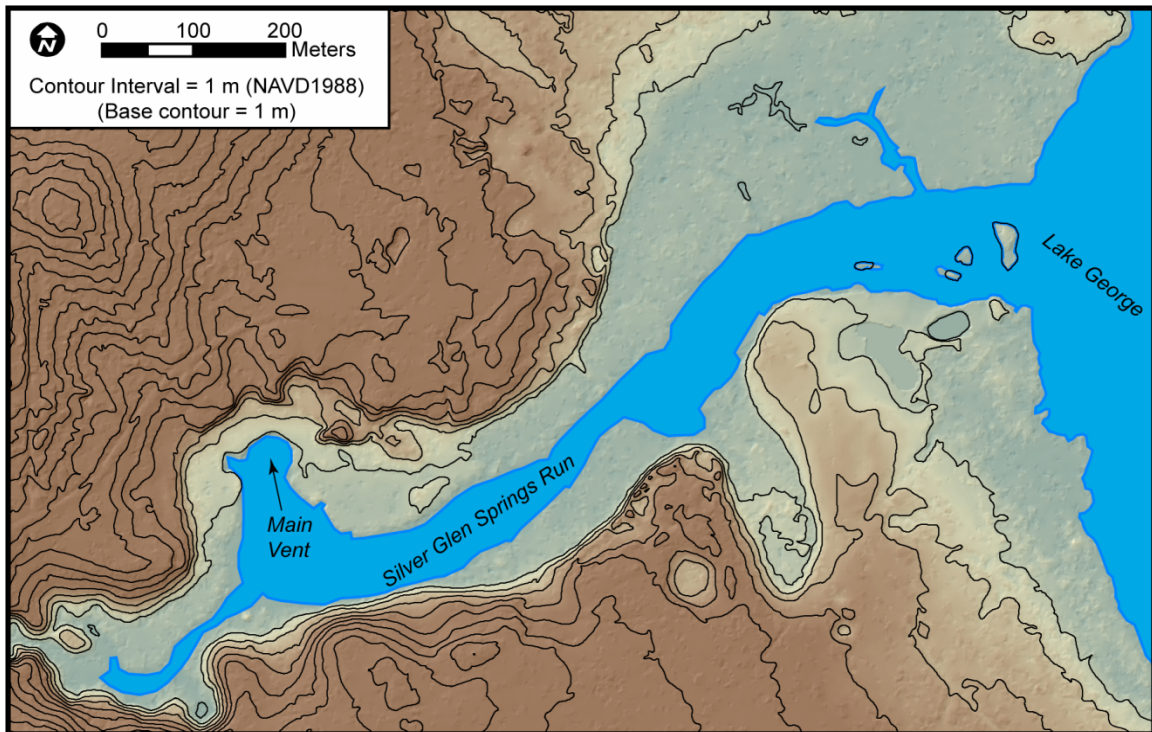 N
0 100 200
Meters
Contour Interval = 1 m (NAVD1988)
(Base contour = 1 m)
Lake George
Main
Vent
Silver Glen Springs Run